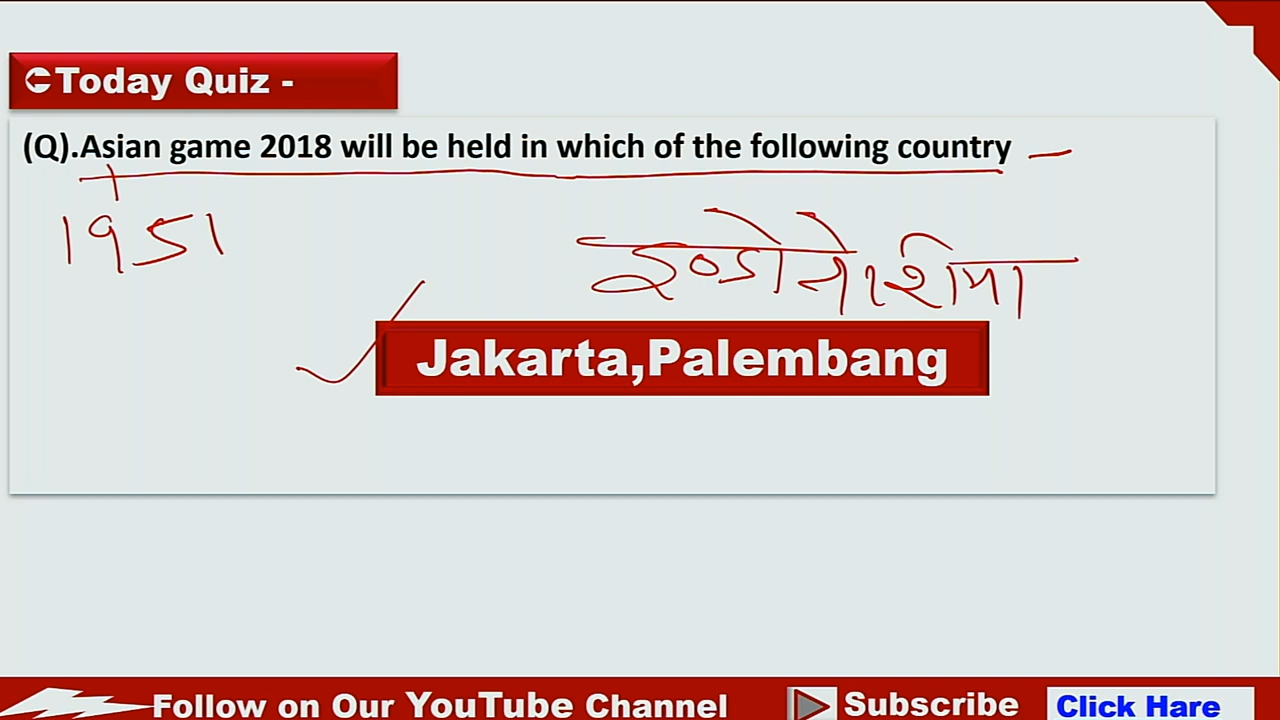 Today Quiz -
(Q).Asian game 2018 will be held in which of the following country
1951
इण्डोनेशिया
Jakarta,Palembang
Follow on Our YouTube Channel
Subscribe
Click Hare